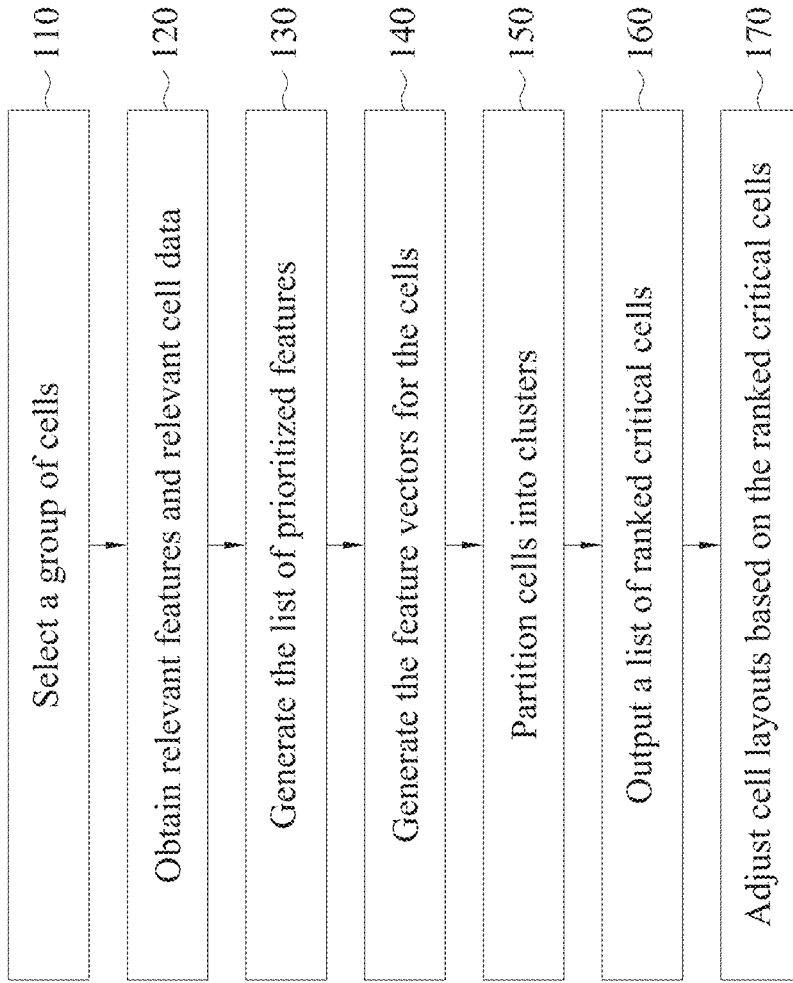 Select a group of cells 110
Obtain relevant features and relevant cell data 120
Generate the list of prioritized features 130
Generate the feature vectors for the cells 140
Partition cells into clusters 150
Output a list of ranked critical cells 160
Adjust cell layouts based on the ranked critical cells 170